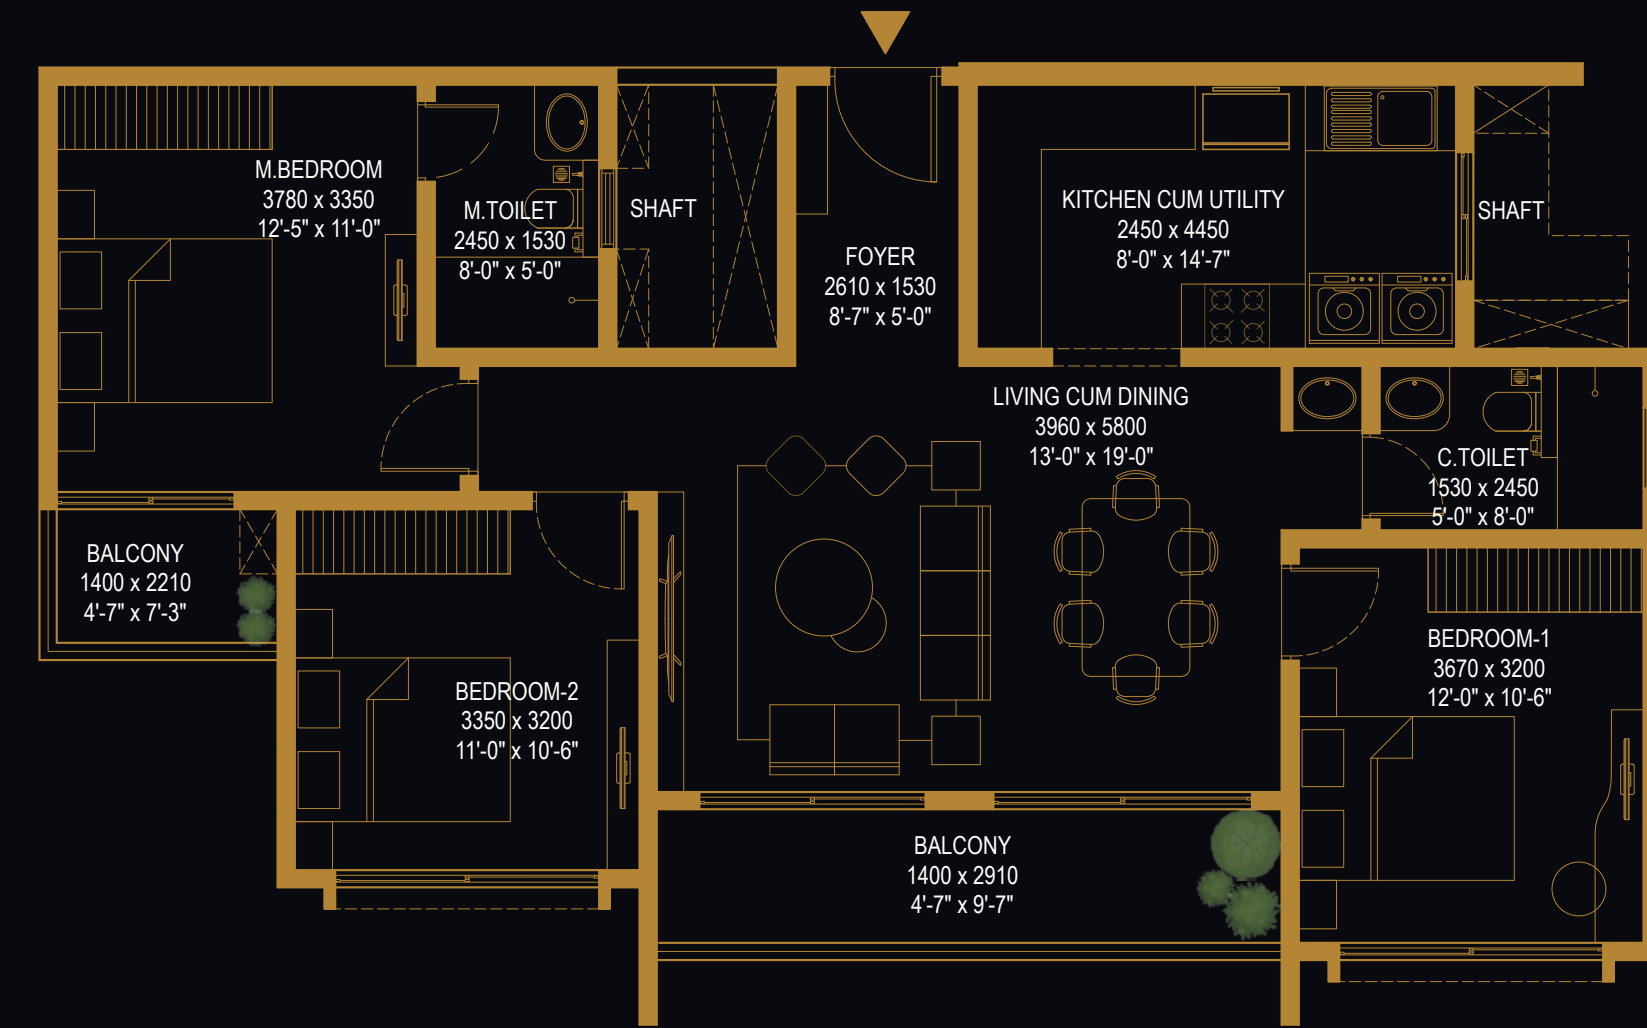 M.BEDROOM
3780 x 3350
12'-5" x 11'-0"
M.TOILET
2450 x 1530
8'-0" x 5'-0"
SHAFT
FOYER
2610 x 1530
8'-7" x 5'-0"
KITCHEN CUM UTILITY
2450 x 4450
8'-0" x 14'-7"
SHAFT
LIVING CUM DINING
3960 x 5800
13'-0" x 19'-0"
C.TOILET
1530 x 2450
5'-0" x 8'-0"
BALCONY
1400 x 2210
4'-7" x 7'-3"
BEDROOM-2
3350 x 3200
11'-0" x 10'-6"
BEDROOM-1
3670 x 3200
12'-0" x 10'-6"
BALCONY
1400 x 2910
4'-7" x 9'-7"